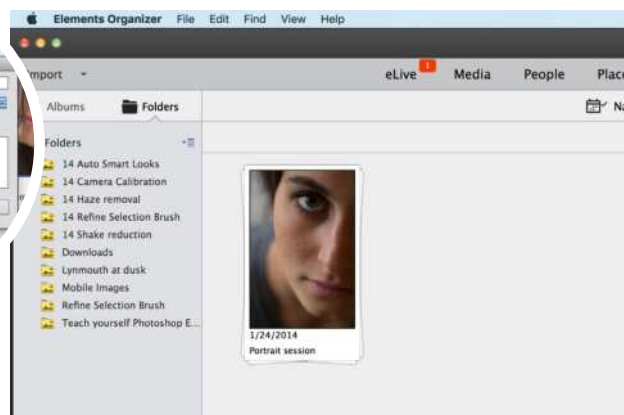 Elements Organizer File Edit Find View Help
Import
eLive 1 Media People
Albums Folders
Folders
14 Auto Smart Looks
14 Camera Calibration
14 Haze removal
14 Refine Selection Brush
14 Shake reduction
Downloads
Lynmouth at dusk
Mobile Images
Refine Selection Brush
Teach yourself Photoshop E...
1/24/2014
Portrait session